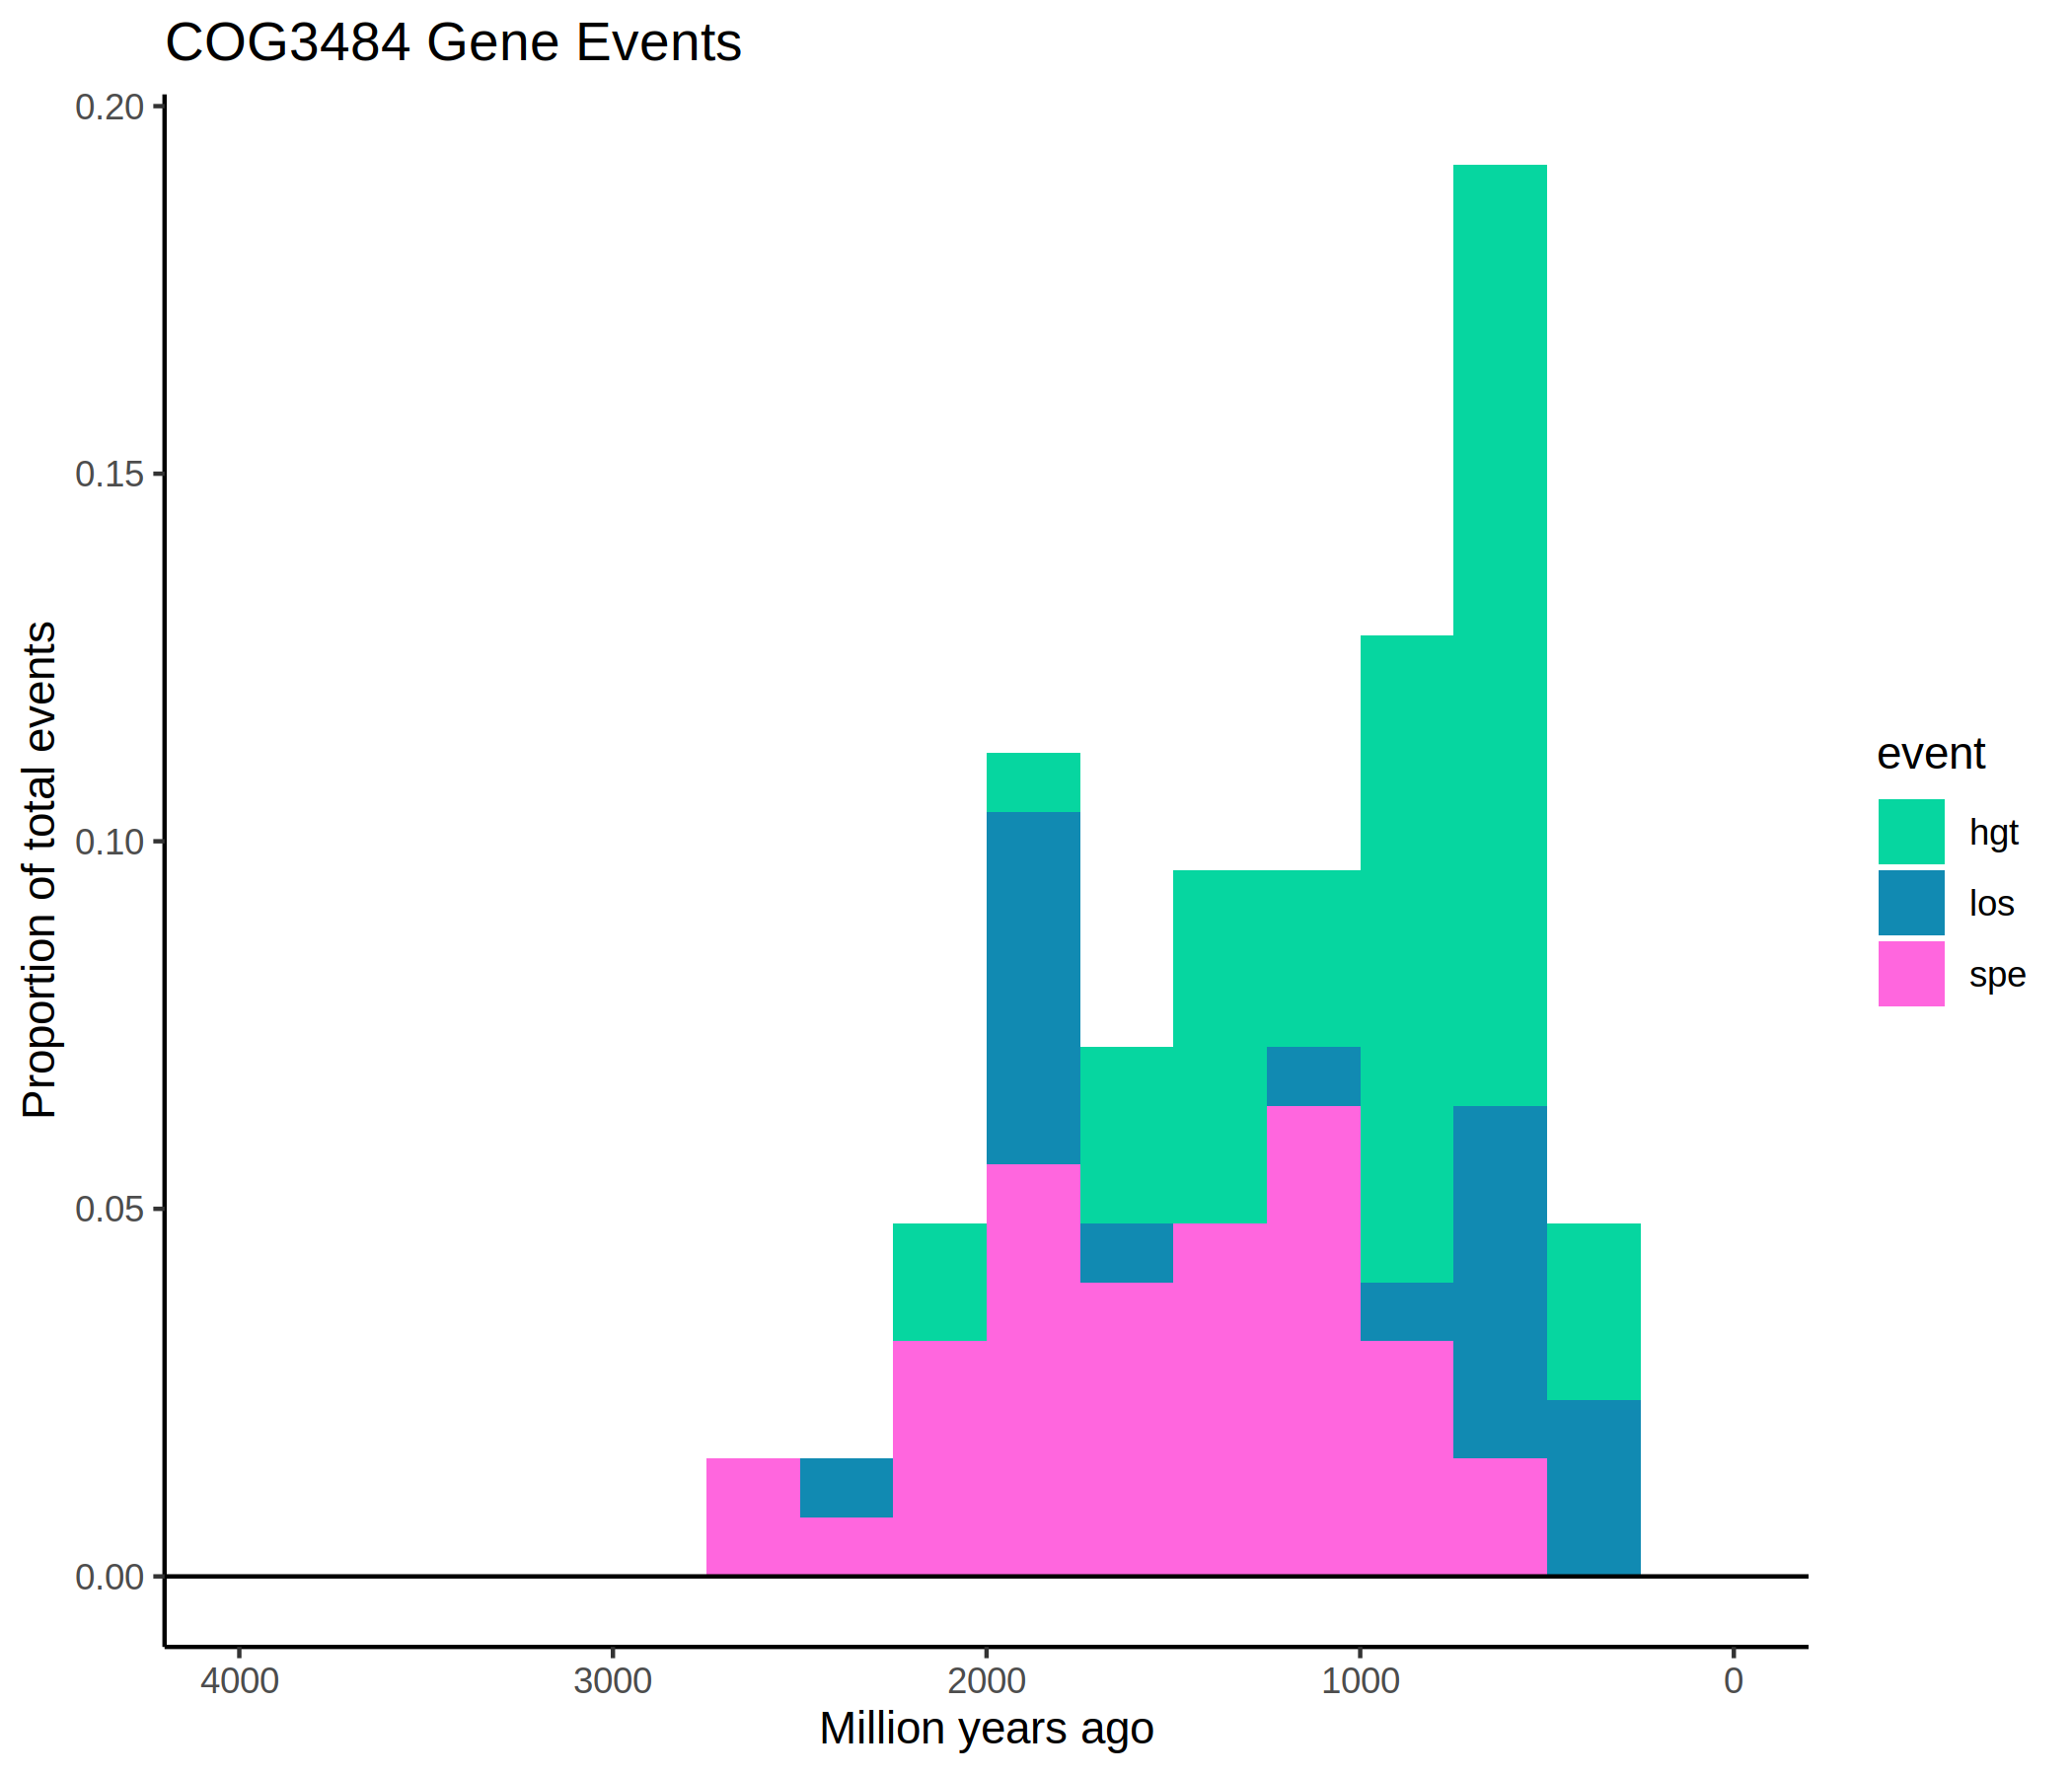 COG3484 Gene Events
0.20
0.15
0.10
0.05
0.00
Proportion of total events
4000 3000 2000 1000 0
Million years ago
event
hgt
los
spe